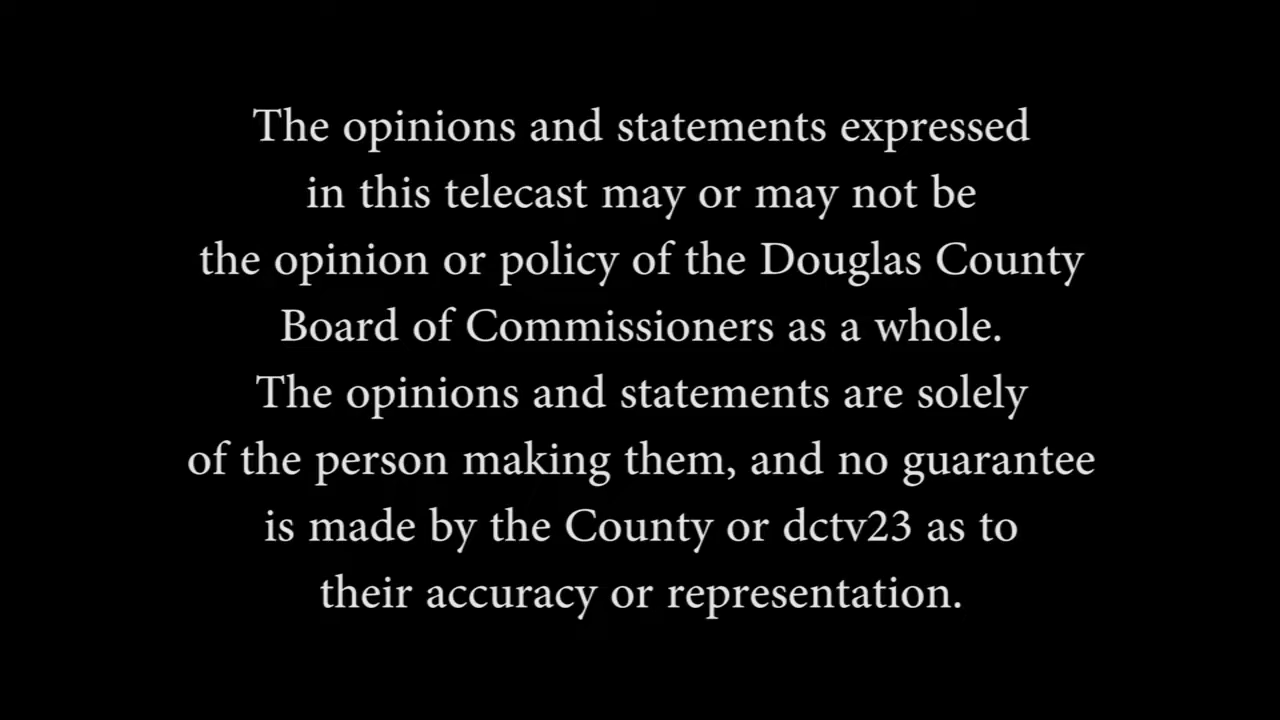 The opinions and statements expressed
in this telecast may or may not be
the opinion or policy of the Douglas County
Board of Commissioners as a whole.
The opinions and statements are solely
of the person making them, and no guarantee
is made by the County or dctv23 as to
their accuracy or representation.